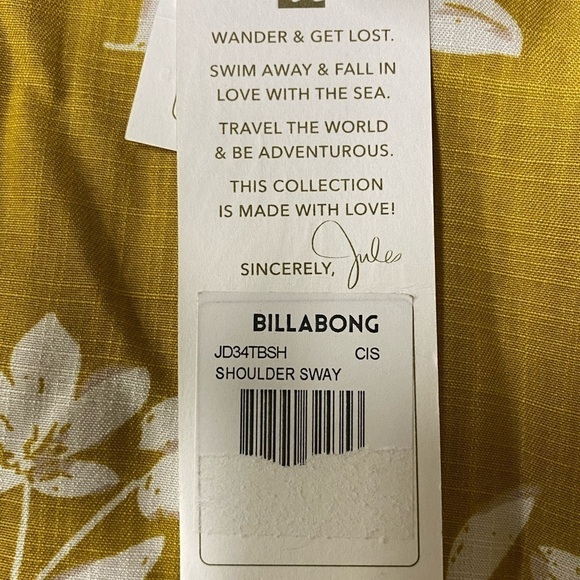 WANDER & GET LOST.
SWIM AWAY & FALL IN
LOVE WITH THE SEA.
TRAVEL THE WORLD
& BE ADVENTUROUS.
THIS COLLECTION
IS MADE WITH LOVE!
SINCERELY, Jules
BILLABONG
JD34TBSH CIS
SHOULDER SWAY